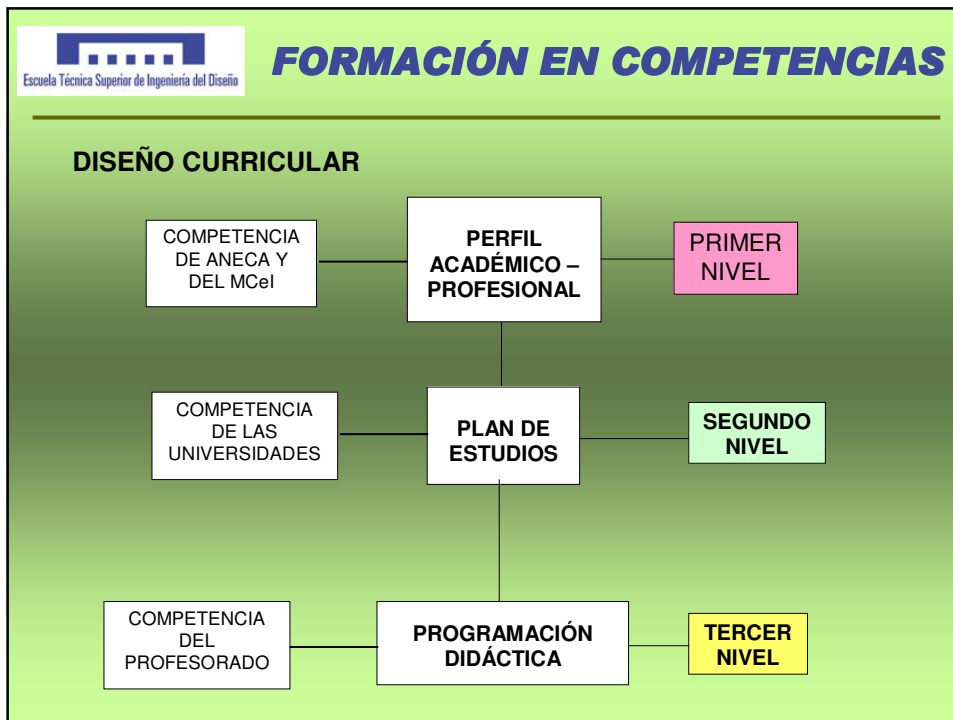 Escuela Técnica Superior de Ingeniería del Diseño
FORMACIÓN EN COMPETENCIAS
DISEÑO CURRICULAR
COMPETENCIA
DE ANECA Y
DEL MCeI
PERFIL
ACADÉMICO –
PROFESIONAL
PRIMER
NIVEL
COMPETENCIA
DE LAS
UNIVERSIDADES
PLAN DE
ESTUDIOS
SEGUNDO
NIVEL
COMPETENCIA
DEL
PROFESORADO
PROGRAMACIÓN
DIDÁCTICA
TERCER
NIVEL